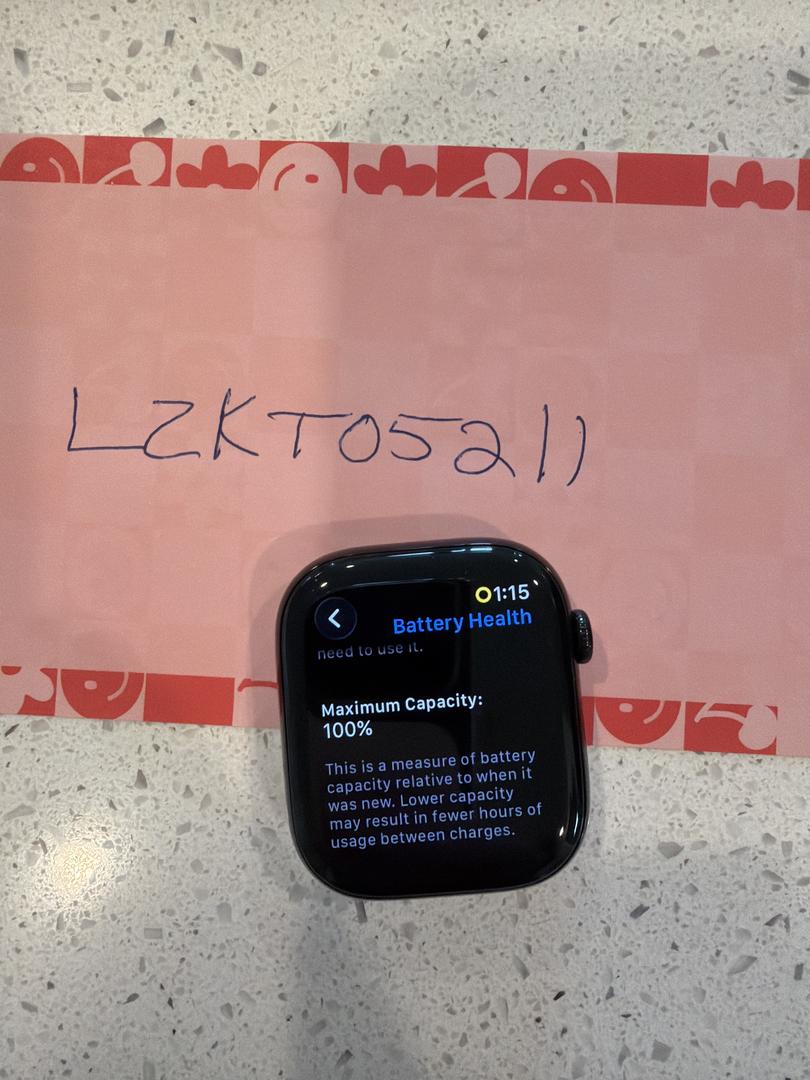 LZKT05211
1:15
Battery Health
need to use it.
Maximum Capacity:
100%
This is a measure of battery
capacity relative to when it
was new. Lower capacity
may result in fewer hours of
usage between charges.